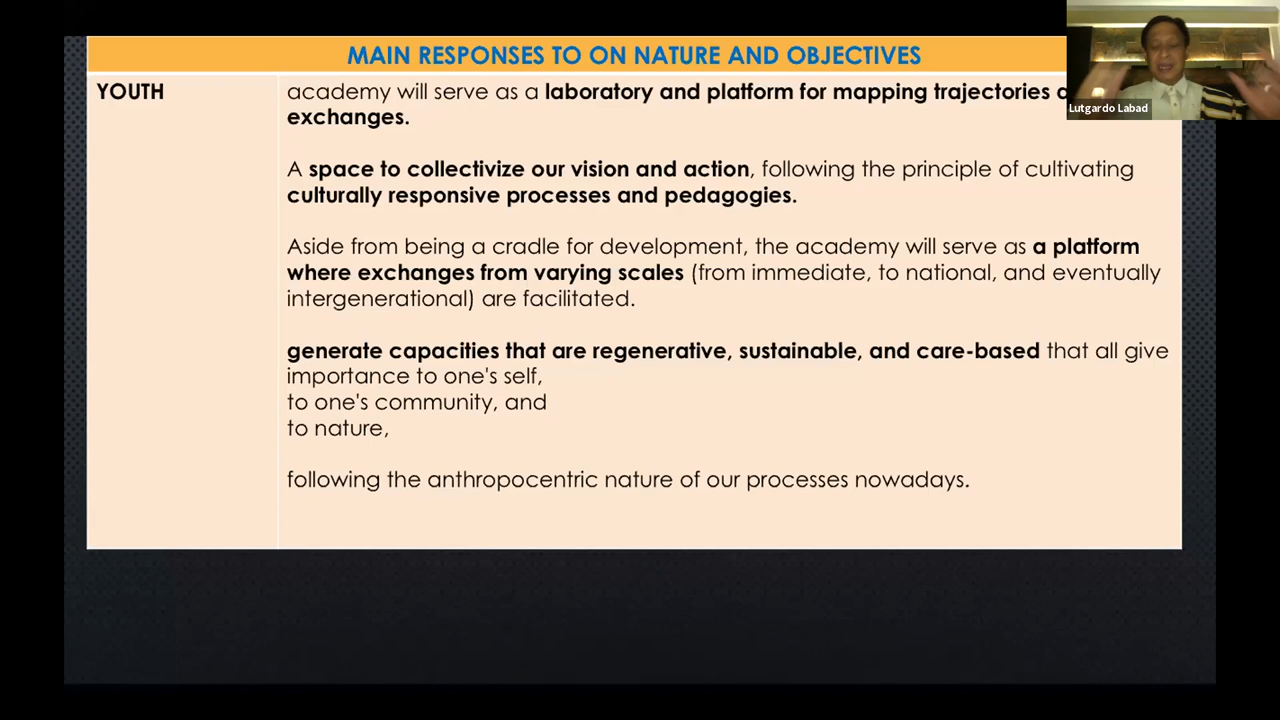 MAIN RESPONSES TO ON NATURE AND OBJECTIVES
YOUTH
academy will serve as a laboratory and platform for mapping trajectories
exchanges.
A space to collectivize our vision and action, following the principle of cultivating
culturally responsive processes and pedagogies.
Aside from being a cradle for development, the academy will serve as a platform
where exchanges from varying scales (from immediate, to national, and eventually
intergenerational) are facilitated.
generate capacities that are regenerative, sustainable, and care-based that all give
importance to one's self,
to one's community, and
to nature,
following the anthropocentric nature of our processes nowadays.
Lutgardo Labad